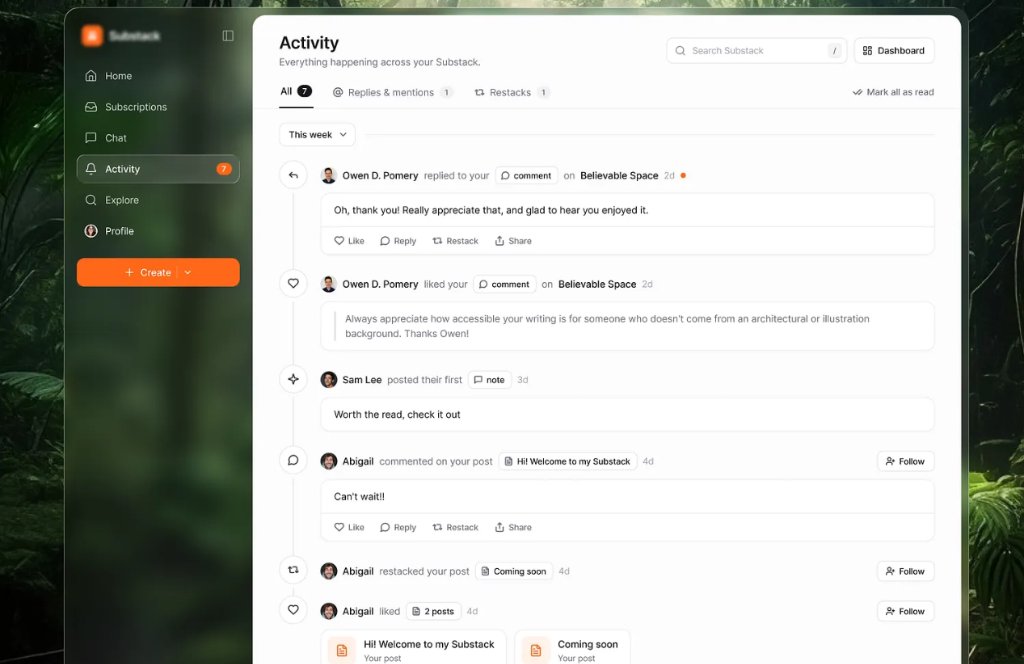 Substack
Home
Subscriptions
Chat
Activity 7
Explore
Profile
+ Create
Activity
Everything happening across your Substack.
Search Substack /
Dashboard
All 7
Replies & mentions 1
Restacks 1
Mark all as read
This week
Owen D. Pomery replied to your comment on Believable Space 2d
Oh, thank you! Really appreciate that, and glad to hear you enjoyed it.
Like Reply Restack Share
Owen D. Pomery liked your comment on Believable Space 2d
Always appreciate how accessible your writing is for someone who doesn't come from an architectural or illustration
background. Thanks Owen!
Sam Lee posted their first note 3d
Worth the read, check it out
Abigail commented on your post Hi! Welcome to my Substack 4d Follow
Can't wait!!
Like Reply Restack Share
Abigail restacked your post Coming soon 4d Follow
Abigail liked 2 posts 4d Follow
Hi! Welcome to my Substack
Your post
Coming soon
Your post